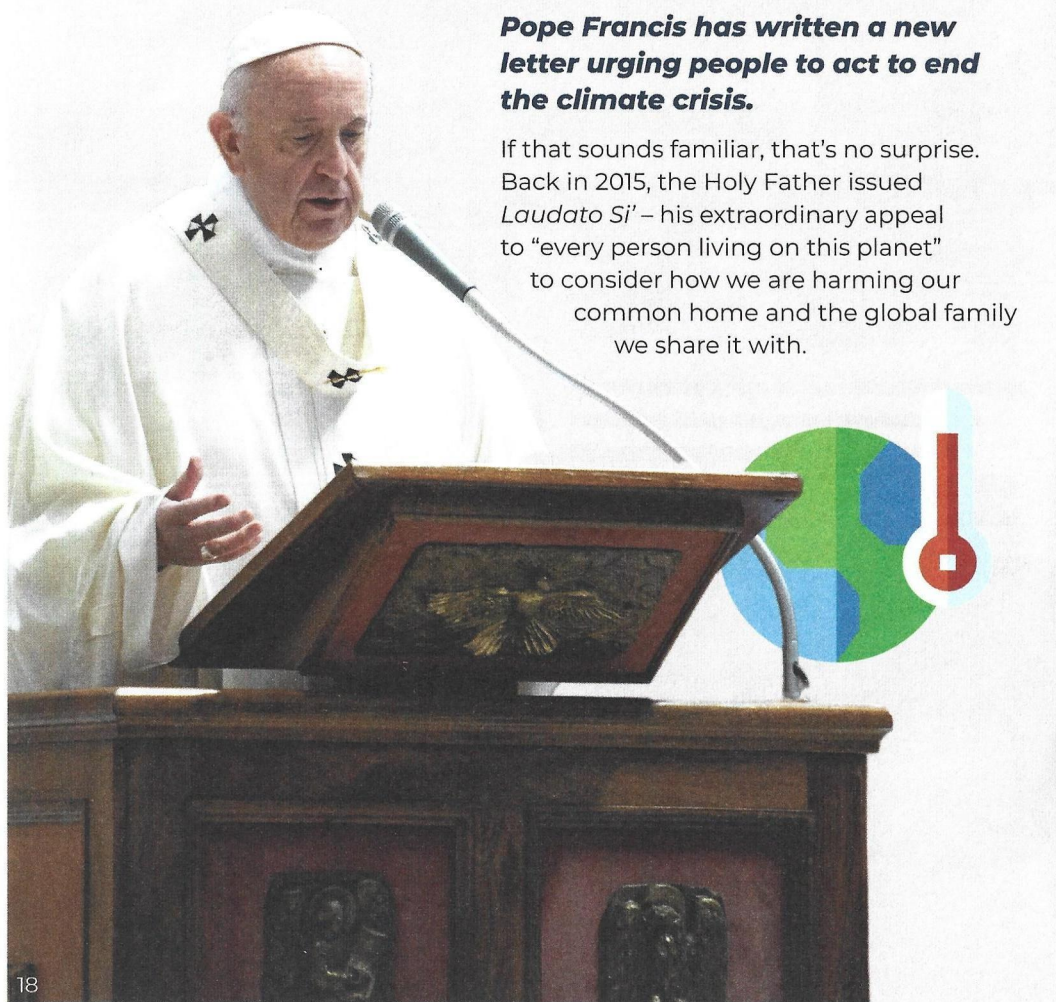 Pope Francis has written a new
letter urging people to act to end
the climate crisis.
If that sounds familiar, that's no surprise.
Back in 2015, the Holy Father issued
Laudato Si' – his extraordinary appeal
to “every person living on this planet”
to consider how we are harming our
common home and the global family
we share it with.
18